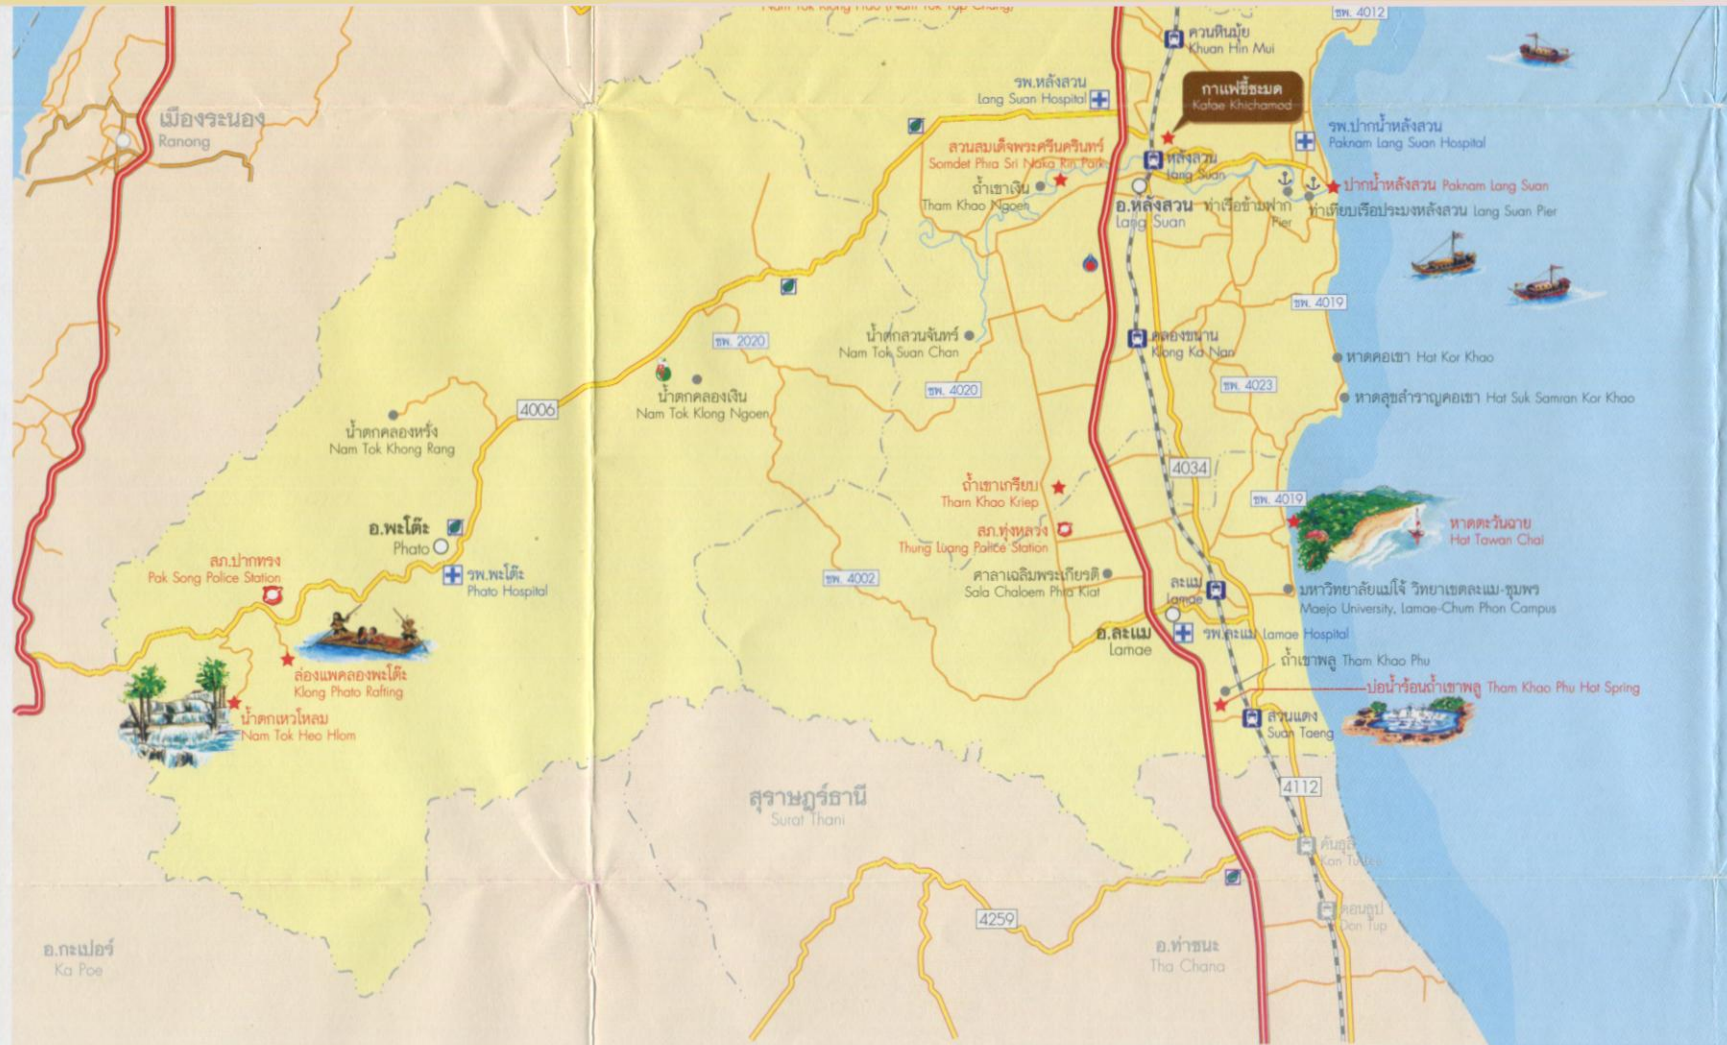 ชพ. 4012
ควนหินมุ้ย
Khuan Hin Mui
รพ.หลังสวน
Lang Suan Hospital
กาแฟขี้ชะมด
Kafae Khichamod
เมืองระนอง
Ranong
รพ.ปากน้ำหลังสวน
Paknam Lang Suan Hospital
สวนสมเด็จพระศรีนครินทร์
Somdet Phra Sri Naka Rin Park
หลังสวน
Lang Suan
ถ้ำเขาเงิน
Tham Khao Ngoen
ปากน้ำหลังสวน Paknam Lang Suan
อ.หลังสวน
Lang Suan
ท่าเรือข้ามฟาก
Pier
ท่าเทียบเรือประมงหลังสวน Lang Suan Pier
ชพ. 4019
น้ำตกสวนจันทร์
Nam Tok Suan Chan
คลองขนาน
Klong Ka Nan
ชพ. 2020
หาดคอเขา Hat Kor Khao
น้ำตกคลองเงิน
Nam Tok Klong Ngoen
ชพ. 4020
ชพ. 4023
หาดสุขสำราญคอเขา Hat Suk Samran Kor Khao
4006
น้ำตกคลองหรั่ง
Nam Tok Khong Rang
4034
ถ้ำเขาเกรียบ
Tham Khao Kriep
ชพ. 4019
หาดตะวันฉาย
Hat Tawan Chai
อ.พะโต๊ะ
Phato
สภ.ทุ่งหลวง
Thung Luang Police Station
สภ.ปากทรง
Pak Song Police Station
รพ.พะโต๊ะ
Phato Hospital
ชพ. 4002
ศาลาเฉลิมพระเกียรติ
Sala Chaloem Phra Kiat
ละแม
Lamae
มหาวิทยาลัยแม่โจ้ วิทยาเขตละแม-ชุมพร
Maejo University, Lamae-Chum Phon Campus
อ.ละแม
Lamae
รพ.ละแม Lamae Hospital
ถ้ำเขาพลู Tham Khao Phu
ล่องแพคลองพะโต๊ะ
Klong Phato Rafting
บ่อน้ำร้อนถ้ำเขาพลู Tham Khao Phu Hot Spring
น้ำตกเหวโหลม
Nam Tok Heo Hlom
สวนแตง
Suan Taeng
4112
สุราษฎร์ธานี
Surat Thani
คันธุลี
4259
ดอนธูป
Don Tup
อ.กะเปอร์
Ka Poe
อ.ท่าชนะ
Tha Chana